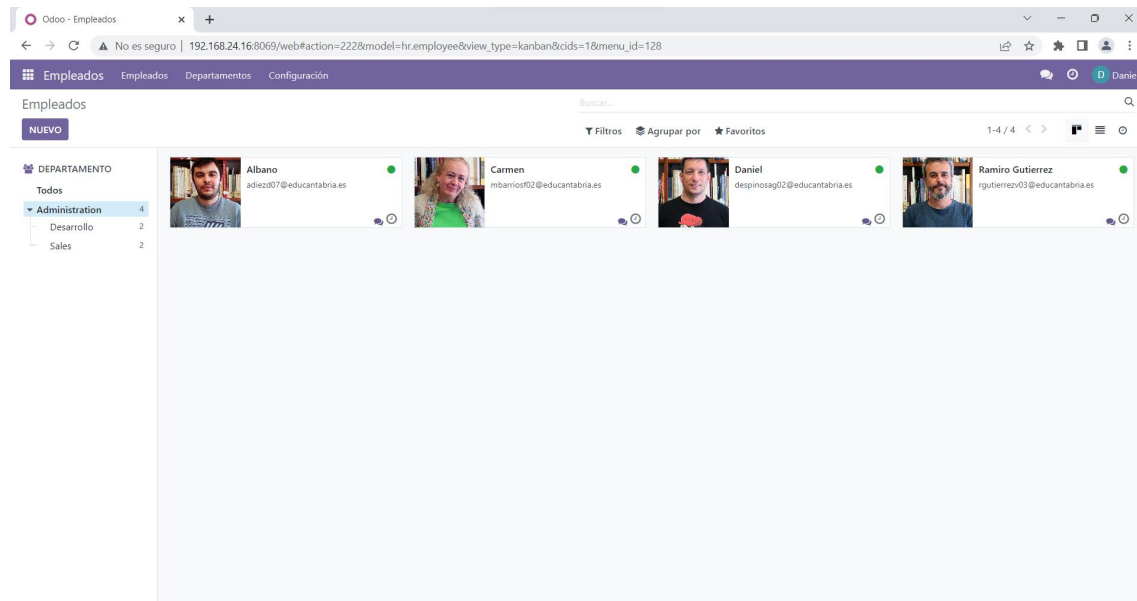 Odoo - Empleados
No es seguro | 192.168.24.16:8069/web#action=222&model=hr.employee&view_type=kanban&cids=1&menu_id=128
Empleados Empleados Departamentos Configuración D Danie
Empleados Buscar...
NUEVO Filtros Agrupar por Favoritos 1-4 / 4
DEPARTAMENTO
Todos
Administration 4
Desarrollo 2
Sales 2
Albano
adiezd07@educantabria.es
Carmen
mbarriosf02@educantabria.es
Daniel
despinosag02@educantabria.es
Ramiro Gutierrez
rgutierrezv03@educantabria.es